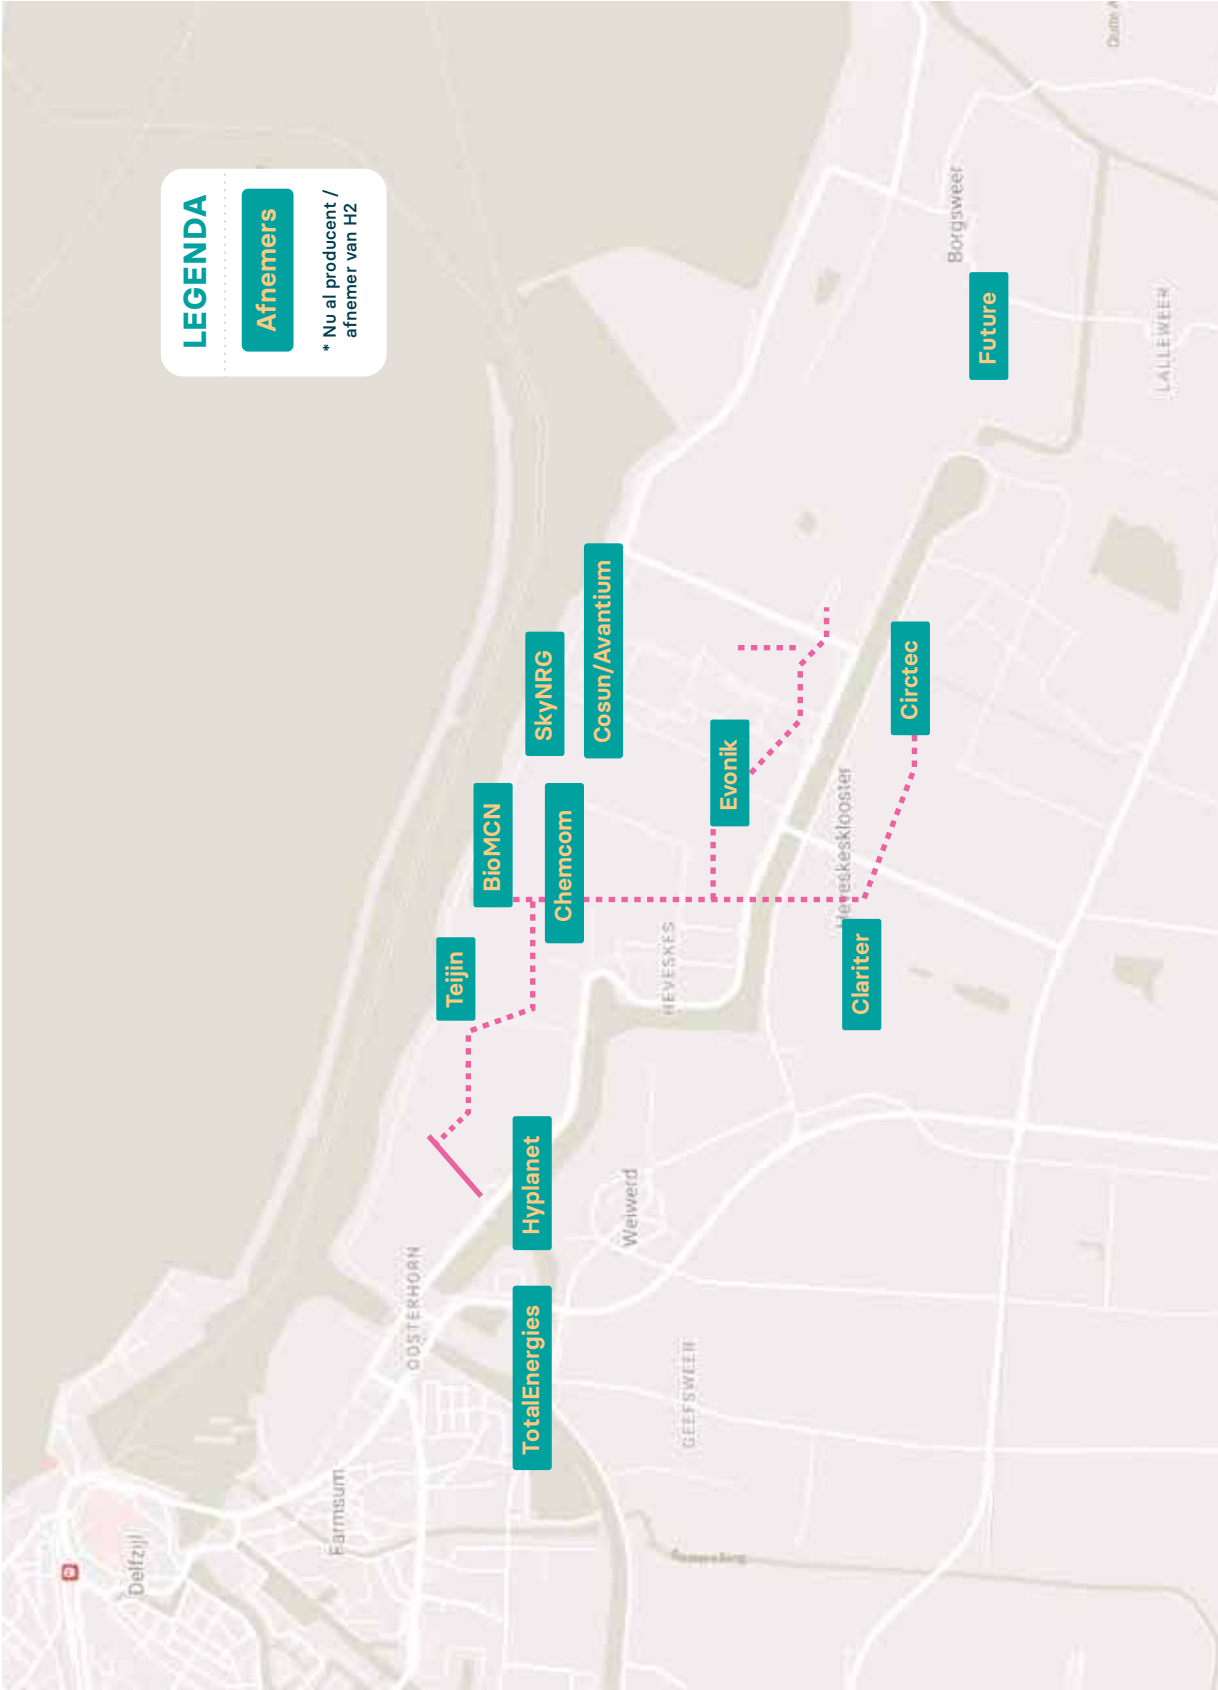 LEGENDA
Afnemers
* Nu al producent /
afnemer van H2
Delfzijl
Farmsum
OOSTERHORN
TotalEnergies
Hyplanet
Weiwerd
GEEFSWEER
Teijin
BioMCN
Chemcom
SkyNRG
Cosun/Avantium
HEVESKES
Evonik
Heveskesklooster
Clariter
Circtec
Future
Borgsweer
LALLEWEER